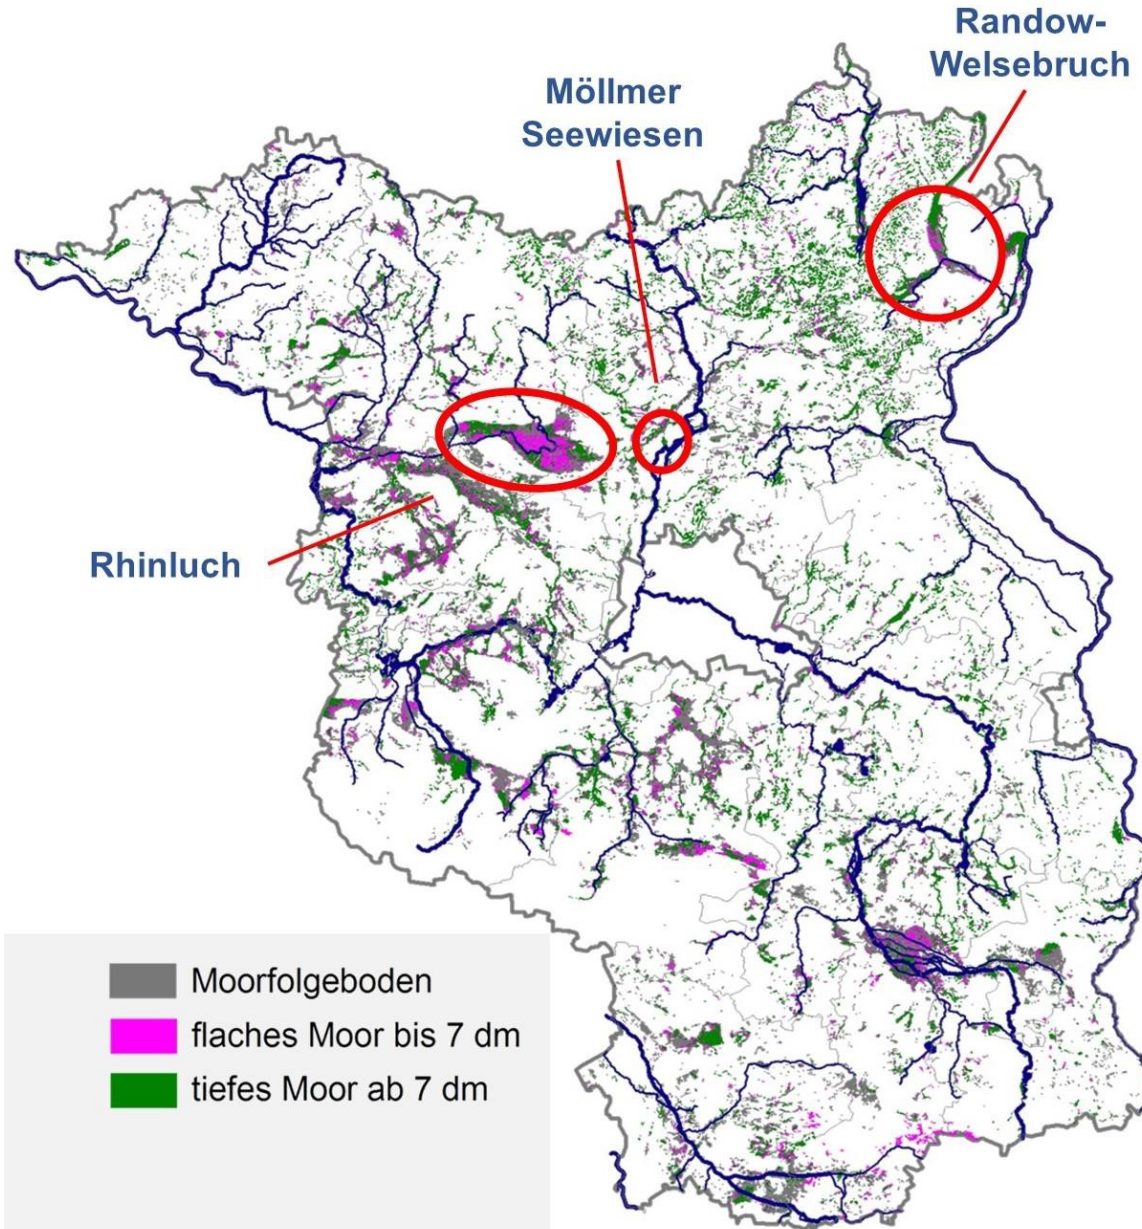 Randow-
Welsebruch
Möllmer
Seewiesen
Rhinluch
Moorfolgeboden
flaches Moor bis 7 dm
tiefes Moor ab 7 dm